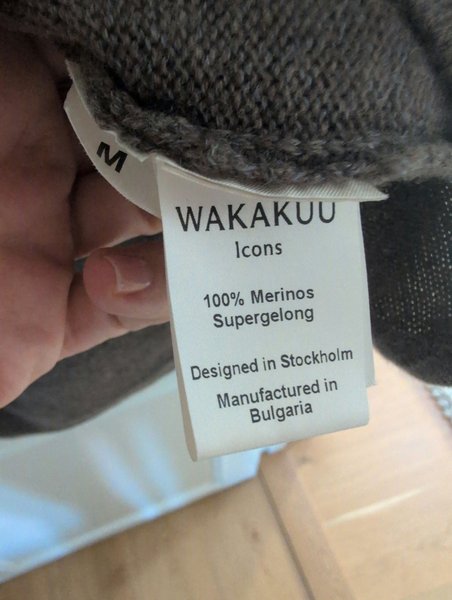 M
WAKAKUU
Icons
100% Merinos
Supergelong
Designed in Stockholm
Manufactured in
Bulgaria